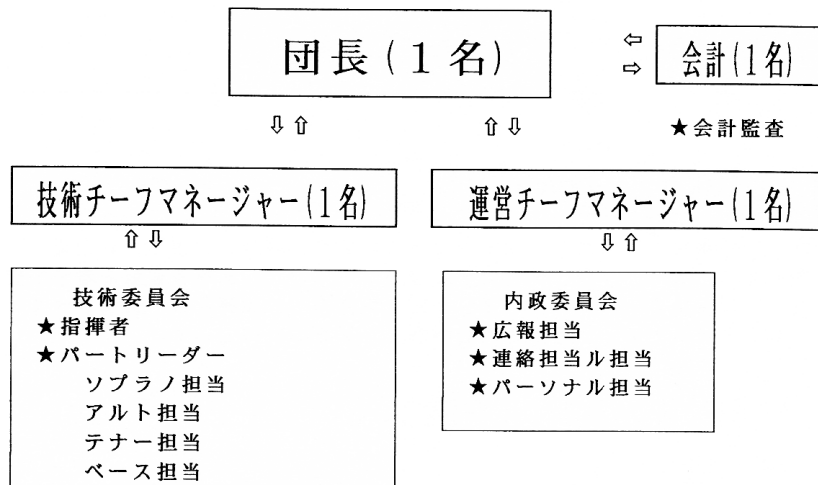 団長(1名)
⇦
⇨
会計(1名)
⇩⇧
⇧⇩
★会計監査
技術チーフマネージャー(1名)
運営チーフマネージャー(1名)
⇧⇩
⇩⇧
技術委員会
★指揮者
★パートリーダー
ソプラノ担当
アルト担当
テナー担当
ベース担当
内政委員会
★広報担当
★連絡担当ル担当
★パーソナル担当